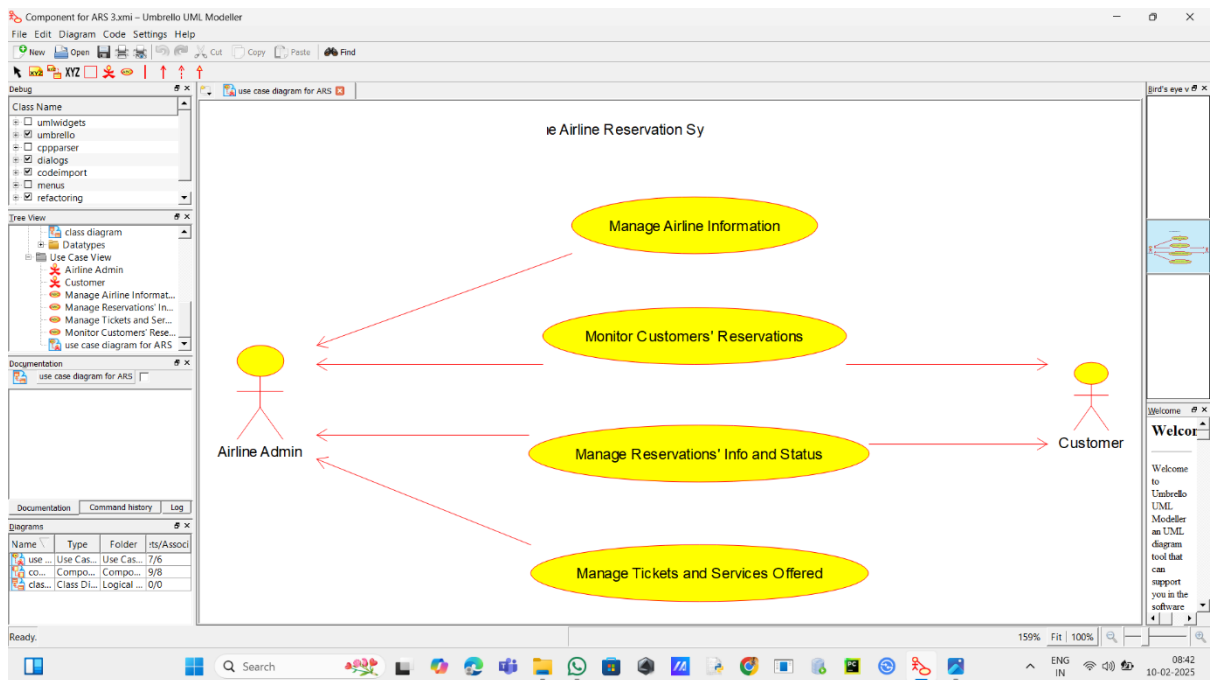 Component for ARS 3.xmi – Umbrello UML Modeller
File Edit Diagram Code Settings Help
New Open Cut Copy Paste Find
XYZ XYZ
Debug
Class Name
umlwidgets
umbrello
cppparser
dialogs
codeimport
menus
refactoring
Tree View
class diagram
Datatypes
Use Case View
Airline Admin
Customer
Manage Airline Informat...
Manage Reservations' In...
Manage Tickets and Ser...
Monitor Customers' Rese...
use case diagram for ARS
Documentation
use case diagram for ARS
Documentation Command history Log
Diagrams
Name Type Folder :ts/Associ
use ... Use Cas... Use Cas... 7/6
co... Compo... Compo... 9/8
clas... Class Di... Logical ... 0/0
use case diagram for ARS
ie Airline Reservation Sy
Manage Airline Information
Monitor Customers' Reservations
Manage Reservations' Info and Status
Manage Tickets and Services Offered
Airline Admin
Customer
Bird's eye v
Welcome
Welcor
Welcome
to
Umbrello
UML
Modeller
an UML
diagram
tool that
can
support
you in the
software
Ready.
159% Fit 100%
Search
ENG
IN
08:42
10-02-2025